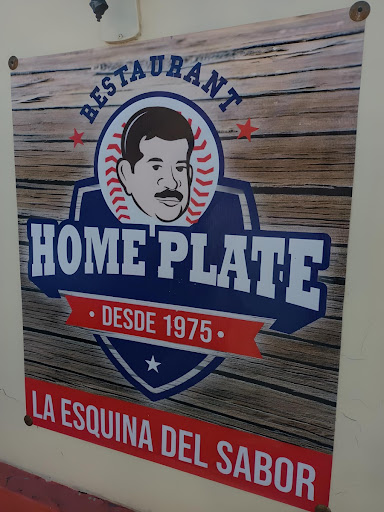 RESTAURANT
HOME PLATE
• DESDE 1975 •
LA ESQUINA DEL SABOR